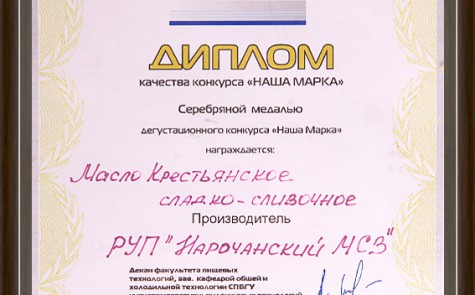 ДИПЛОМ
качества конкурса «НАША МАРКА»
Серебряной медалью
дегустационного конкурса «Наша Марка»
награждается:
Масло Крестьянское
сладко-сливочное
Производитель
РУП "Нарочанский МСЗ"
Декан факультета пищевых
технологий, зав. кафедрой общей и
холодильной технологии СПБГУ